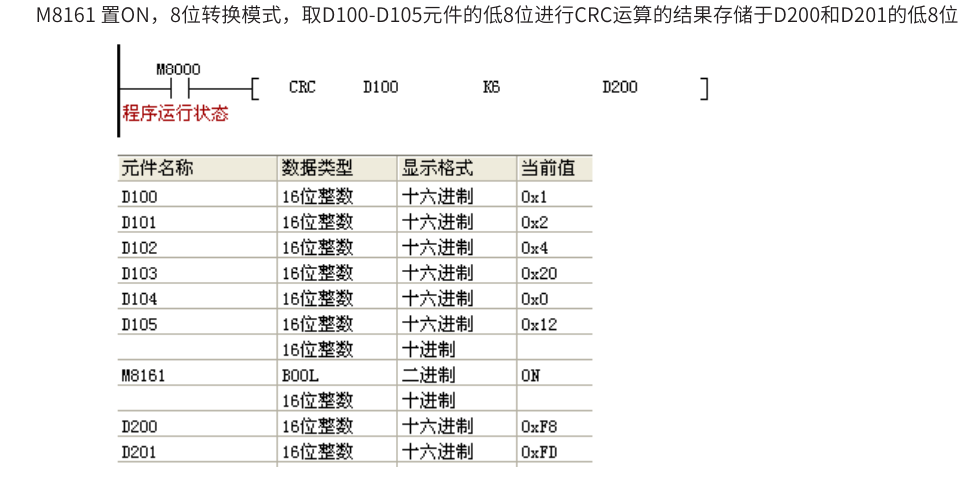 M8161 置ON，8位转换模式，取D100-D105元件的低8位进行CRC运算的结果存储于D200和D201的低8位
M8000
CRC D100 K6 D200
程序运行状态
元件名称 数据类型 显示格式 当前值
D100 16位整数 十六进制 0x1
D101 16位整数 十六进制 0x2
D102 16位整数 十六进制 0x4
D103 16位整数 十六进制 0x20
D104 16位整数 十六进制 0x0
D105 16位整数 十六进制 0x12
16位整数 十进制
M8161 BOOL 二进制 ON
16位整数 十进制
D200 16位整数 十六进制 0xF8
D201 16位整数 十六进制 0xFD